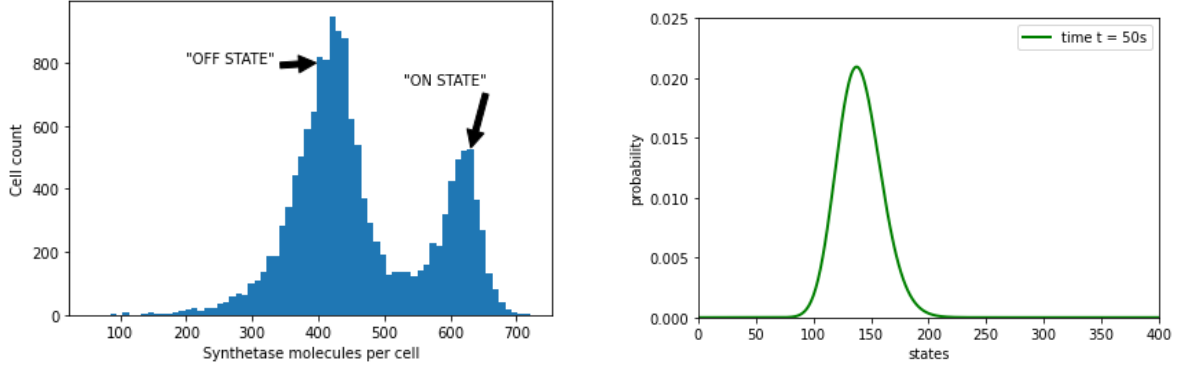 "OFF STATE"
"ON STATE"
Cell count
800
600
400
200
0
100 200 300 400 500 600 700
Synthetase molecules per cell
time t = 50s
probability
0.025
0.020
0.015
0.010
0.005
0.000
0 50 100 150 200 250 300 350 400
states